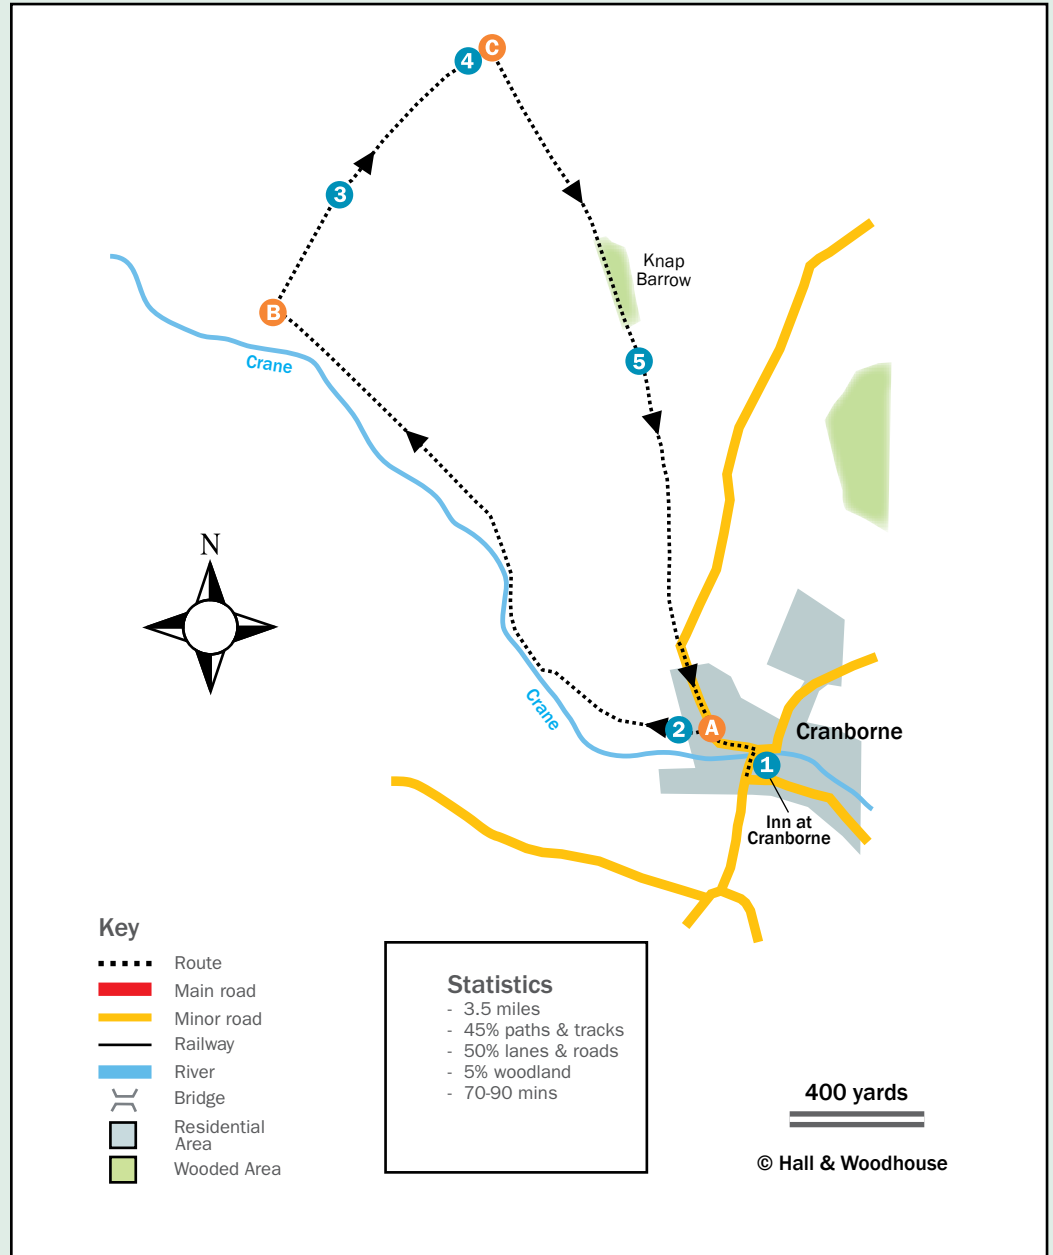 4
C
3
Knap
Barrow
B
Crane
5
N
Crane
2
A
Cranborne
1
Inn at
Cranborne
Key
Route
Main road
Minor road
Railway
River
Bridge
Residential
Area
Wooded Area
Statistics
- 3.5 miles
- 45% paths & tracks
- 50% lanes & roads
- 5% woodland
- 70-90 mins
400 yards
© Hall & Woodhouse